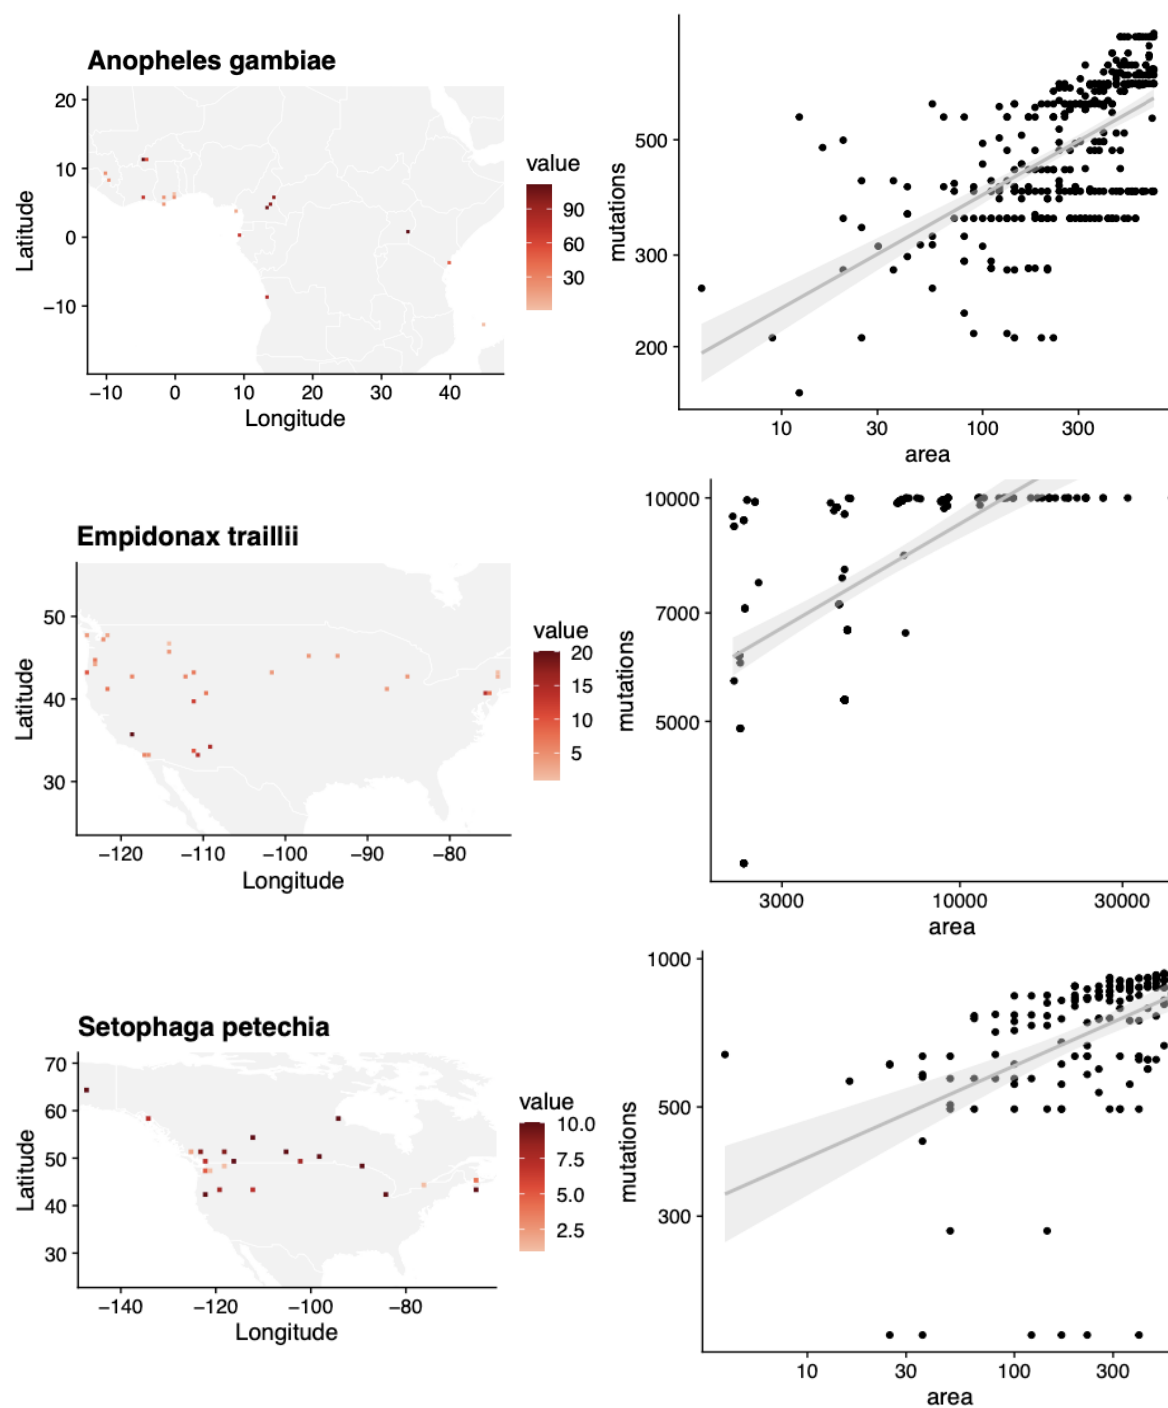 Anopheles gambiae
20
10
0
−10
Latitude
−10 0 10 20 30 40
Longitude
value
90
60
30
500
300
200
mutations
10 30 100 300
area
Empidonax traillii
50
40
30
Latitude
−120 −110 −100 −90 −80
Longitude
value
20
15
10
5
10000
7000
5000
mutations
3000 10000 30000
area
Setophaga petechia
70
60
50
40
30
Latitude
−140 −120 −100 −80
Longitude
value
10.0
7.5
5.0
2.5
1000
500
300
mutations
10 30 100 300
area